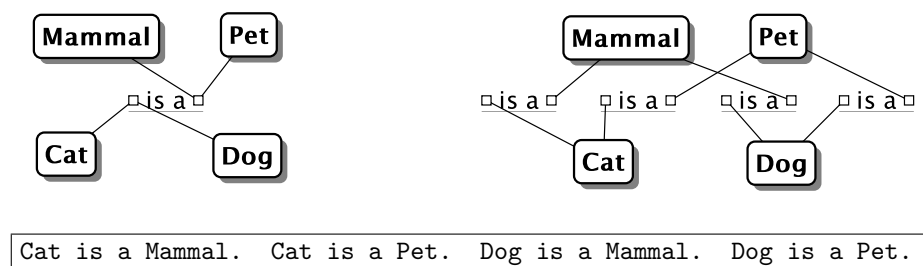 Mammal Pet Mammal Pet
is a is a is a is a is a
Cat Dog Cat Dog
Cat is a Mammal. Cat is a Pet. Dog is a Mammal. Dog is a Pet.